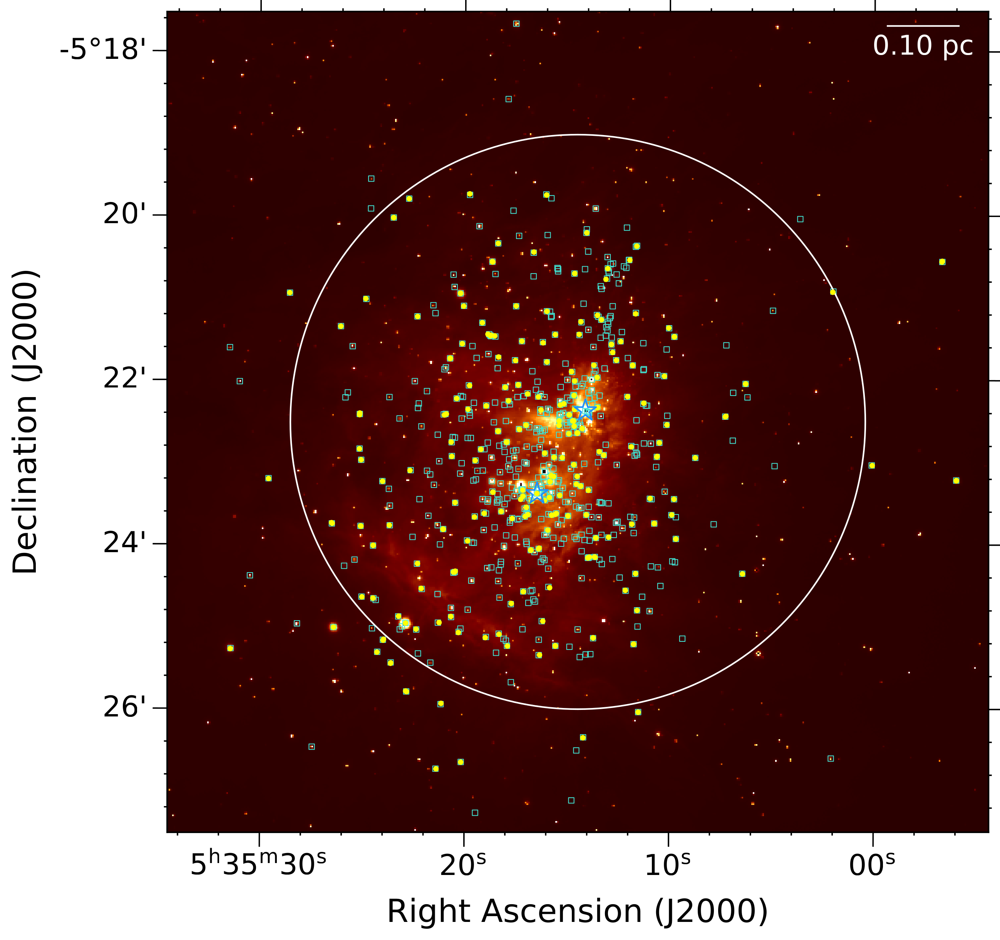 0.10 pc
-5°18'
20'
22'
24'
26'
Declination (J2000)
5ʰ35ᵐ30ˢ
20ˢ
10ˢ
00ˢ
Right Ascension (J2000)